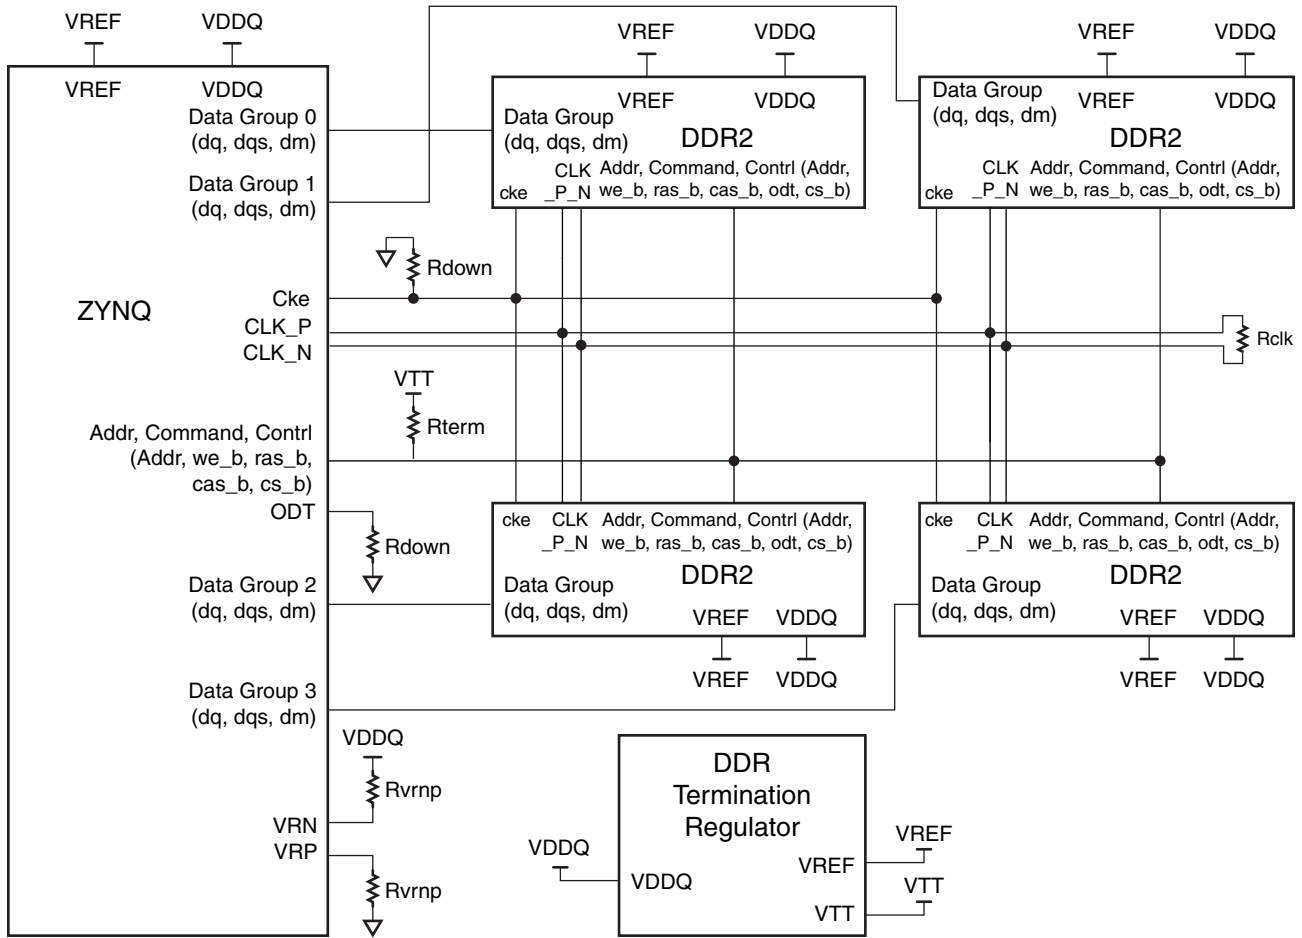 VREF
VDDQ
VREF
VDDQ
Data Group 0
(dq, dqs, dm)
Data Group 1
(dq, dqs, dm)
ZYNQ
Cke
CLK_P
CLK_N
Addr, Command, Contrl
(Addr, we_b, ras_b,
cas_b, cs_b)
ODT
Data Group 2
(dq, dqs, dm)
Data Group 3
(dq, dqs, dm)
VRN
VRP
Rdown
VTT
Rterm
Rdown
VDDQ
Rvrnp
Rvrnp
VREF
VDDQ
VREF
VDDQ
Data Group
(dq, dqs, dm)
DDR2
cke
CLK
_P_N
Addr, Command, Contrl (Addr,
we_b, ras_b, cas_b, odt, cs_b)
VREF
VDDQ
Data Group
(dq, dqs, dm)
VREF
VDDQ
DDR2
cke
CLK
_P_N
Addr, Command, Contrl (Addr,
we_b, ras_b, cas_b, odt, cs_b)
Rclk
cke
CLK
_P_N
Addr, Command, Contrl (Addr,
we_b, ras_b, cas_b, odt, cs_b)
DDR2
Data Group
(dq, dqs, dm)
VREF
VDDQ
VREF
VDDQ
cke
CLK
_P_N
Addr, Command, Contrl (Addr,
we_b, ras_b, cas_b, odt, cs_b)
DDR2
Data Group
(dq, dqs, dm)
VREF
VDDQ
VREF
VDDQ
DDR
Termination
Regulator
VDDQ
VDDQ
VREF
VREF
VTT
VTT